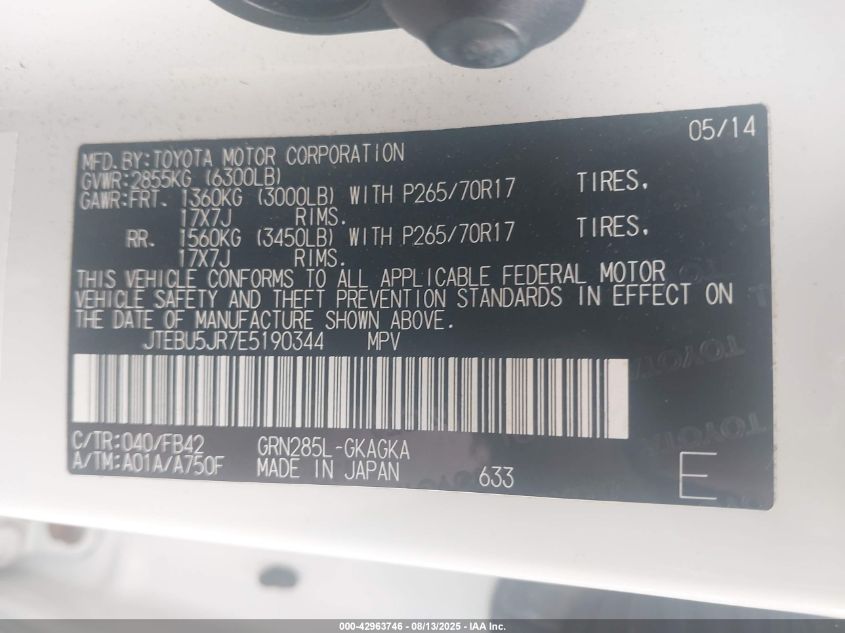 05/14
MFD. BY: TOYOTA MOTOR CORPORATION
GVWR: 2855KG (6300LB)
GAWR: FRT. 1360KG (3000LB) WITH P265/70R17 TIRES,
17X7J RIMS.
RR. 1560KG (3450LB) WITH P265/70R17 TIRES,
17X7J RIMS.
THIS VEHICLE CONFORMS TO ALL APPLICABLE FEDERAL MOTOR
VEHICLE SAFETY AND THEFT PREVENTION STANDARDS IN EFFECT ON
THE DATE OF MANUFACTURE SHOWN ABOVE.
JTEBU5JR7E5190344 MPV
C/TR: 040/FB42 GRN285L-GKAGKA
A/TM: A01A/A750F MADE IN JAPAN 633 E
TOYOTA
000-42963746 - 08/13/2025 - IAA Inc.